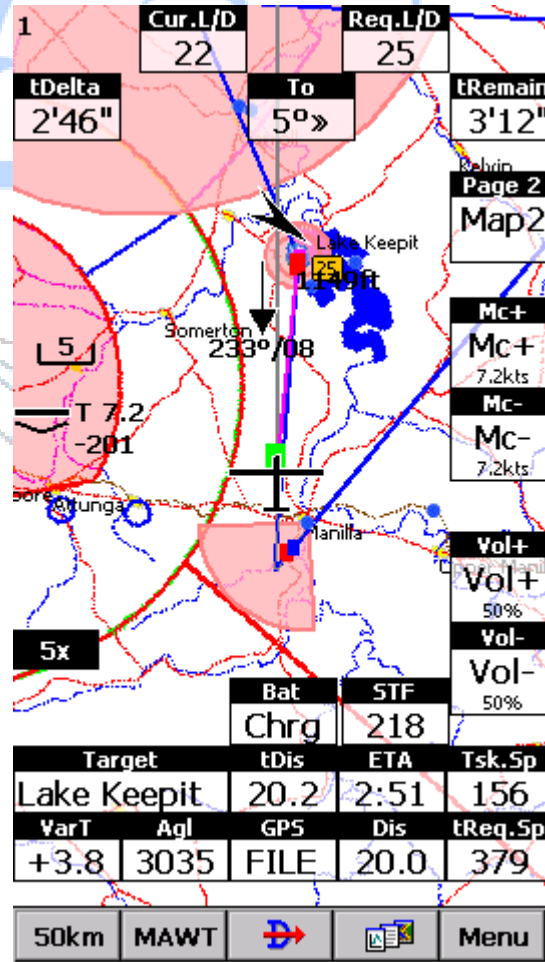 1
Cur.L/D
22
Req.L/D
25
tDelta
2'46"
To
5°»
tRemain
3'12"
Kelvin
Page 2
Map2
Lake Keepit
25
1149ft
Somerton
233°/08
Mc+
Mc+
7.2kts
Mc-
Mc-
7.2kts
5
T 7.2
-201
Attunga
Manilla
Vol+
Vol+
50%
Vol-
Vol-
50%
5x
Bat
Chrg
STF
218
Target
Lake Keepit
tDis
20.2
ETA
2:51
Tsk.Sp
156
VarT
+3.8
Agl
3035
GPS
FILE
Dis
20.0
tReq.Sp
379
50km
MAWT
Menu